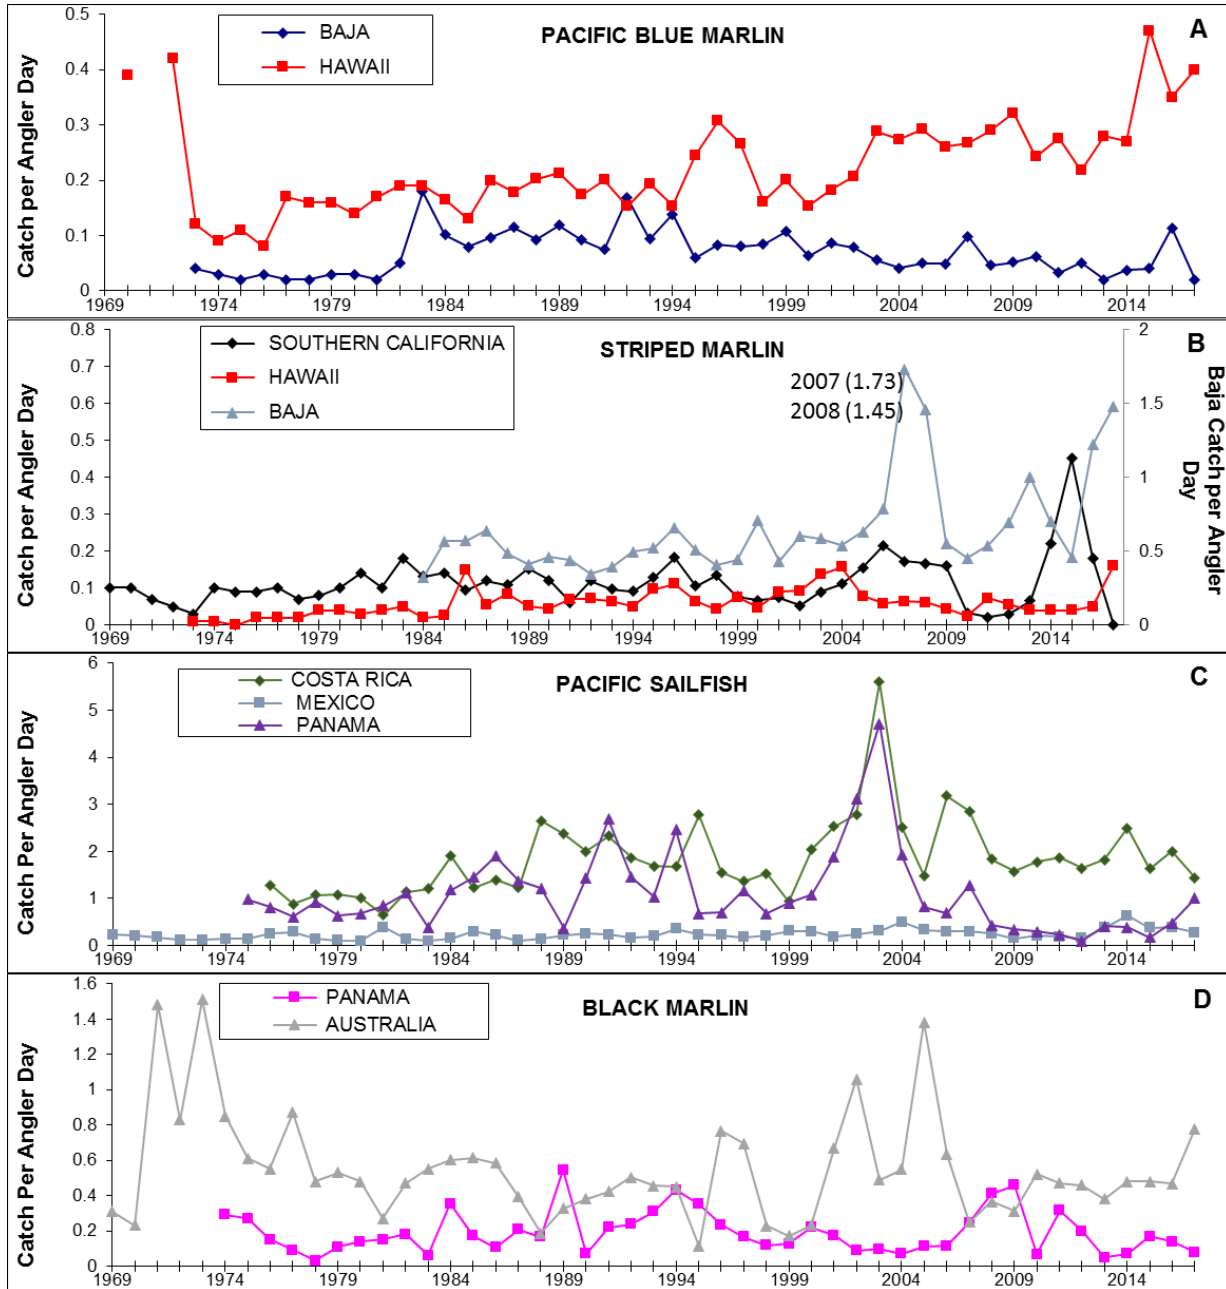 PACIFIC BLUE MARLIN
A
BAJA
HAWAII
Catch per Angler Day
0.5
0.4
0.3
0.2
0.1
0
1969 1974 1979 1984 1989 1994 1999 2004 2009 2014
STRIPED MARLIN
B
SOUTHERN CALIFORNIA
HAWAII
BAJA
2007 (1.73)
2008 (1.45)
Catch per Angler Day
0.8
0.7
0.6
0.5
0.4
0.3
0.2
0.1
0
Baja Catch per Angler
Day
2
1.5
1
0.5
0
1969 1974 1979 1984 1989 1994 1999 2004 2009 2014
PACIFIC SAILFISH
C
COSTA RICA
MEXICO
PANAMA
Catch Per Angler Day
6
5
4
3
2
1
0
1969 1974 1979 1984 1989 1994 1999 2004 2009 2014
BLACK MARLIN
D
PANAMA
AUSTRALIA
Catch Per Angler Day
1.6
1.4
1.2
1
0.8
0.6
0.4
0.2
0
1969 1974 1979 1984 1989 1994 1999 2004 2009 2014